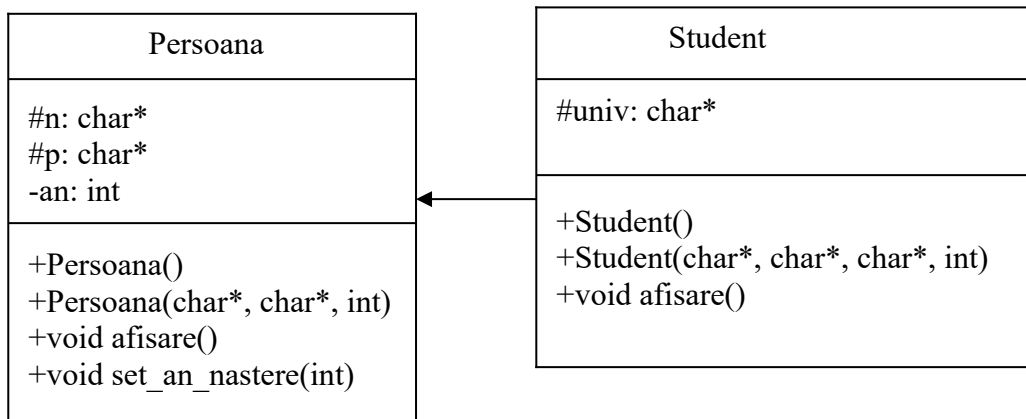 Persoana
#n: char*
#p: char*
-an: int
+Persoana()
+Persoana(char*, char*, int)
+void afisare()
+void set_an_nastere(int)
Student
#univ: char*
+Student()
+Student(char*, char*, char*, int)
+void afisare()